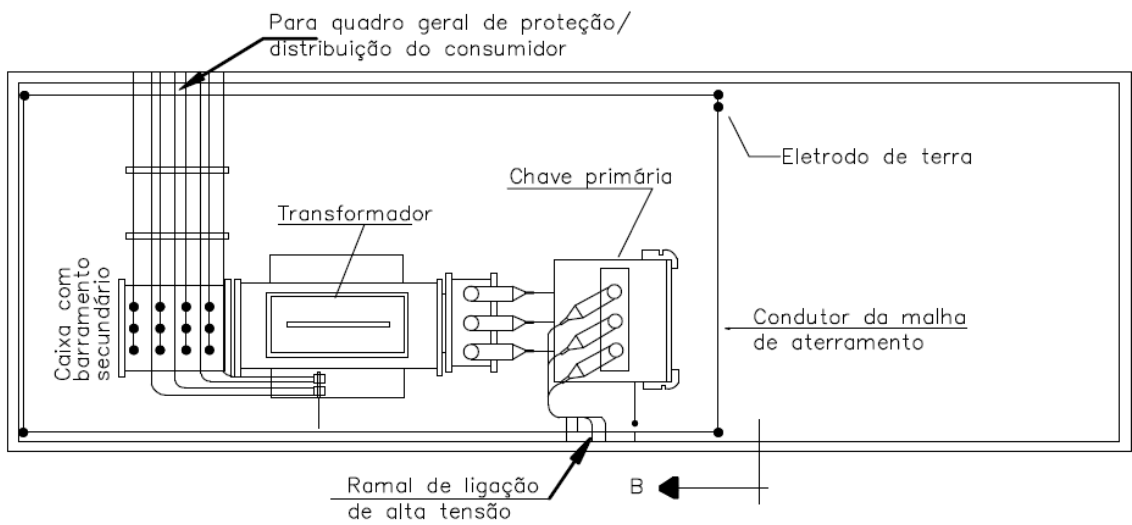 Para quadro geral de proteção/
distribuição do consumidor
Eletrodo de terra
Chave primária
Transformador
Caixa com
barramento
secundário
Condutor da malha
de aterramento
Ramal de ligação
de alta tensão
B